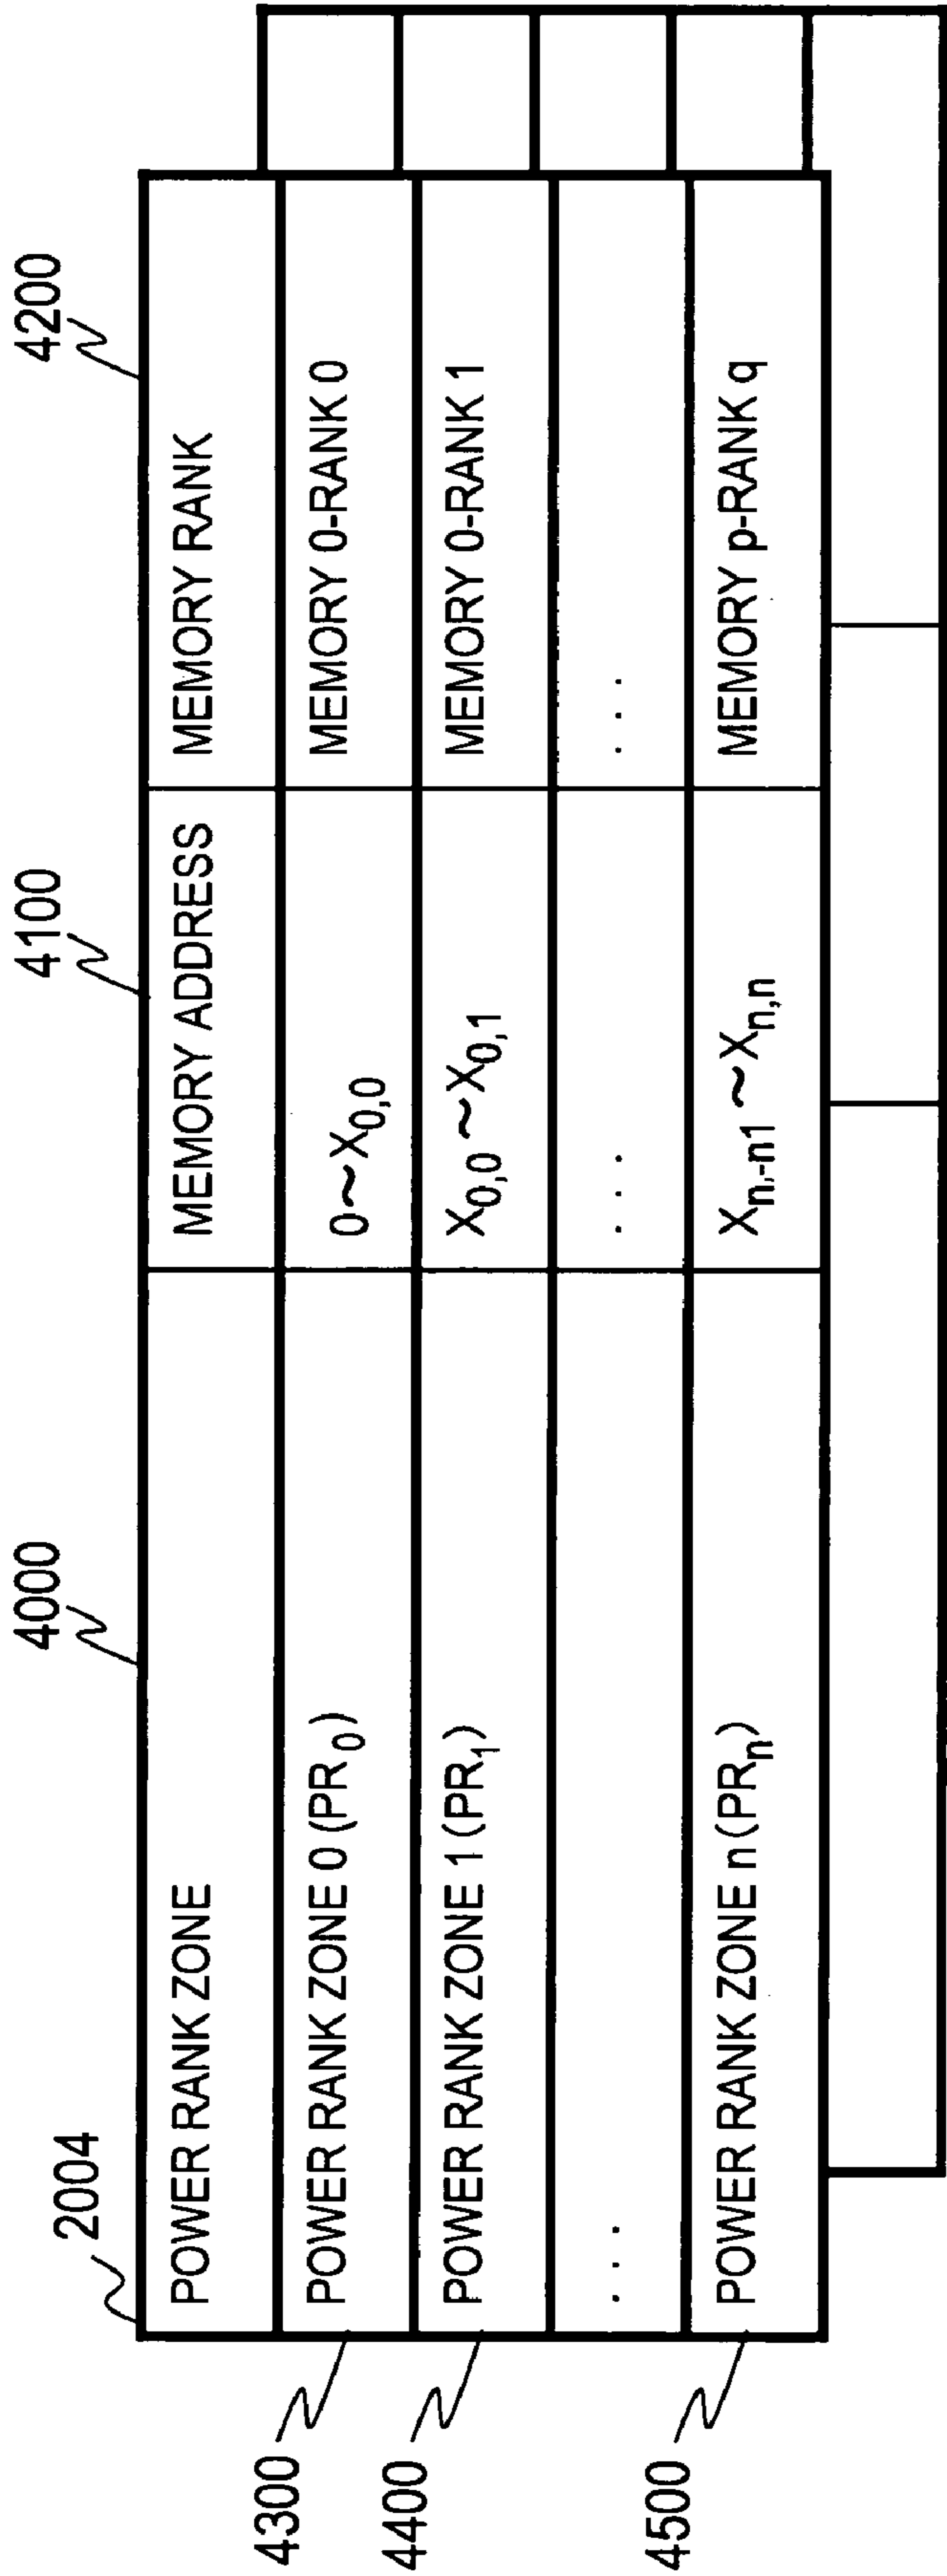 2004 4000 4100 4200
POWER RANK ZONE MEMORY ADDRESS MEMORY RANK
4300 POWER RANK ZONE 0 (PR0) 0~X0,0 MEMORY 0-RANK 0
4400 POWER RANK ZONE 1 (PR1) X0,0 ~X0,1 MEMORY 0-RANK 1
... ... ...
4500 POWER RANK ZONE n (PRn) Xn,-n1 ~Xn,n MEMORY p-RANK q